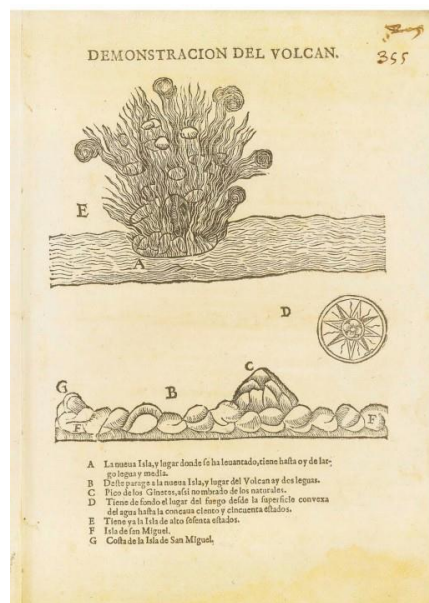 355
DEMONSTRACION DEL VOLCAN.
E
A
D
C
G
B
F
F
A La nueua Isla, y lugar donde se ha leuantado, tiene hasta oy de lar-
go legua y media.
B Deste parage a la nueua Isla, y lugar del Volcan ay dos leguas.
C Pico de los Ginetes, assi nombrado de los naturales.
D Tiene de fondo el lugar del fuego desde la superficie conuexa
del agua hasta la concaua ciento y cincuenta estados.
E Tiene ya la Isla de alto sesenta estados.
F Isla de san Miguel.
G Costa de la Isla de San Miguel.